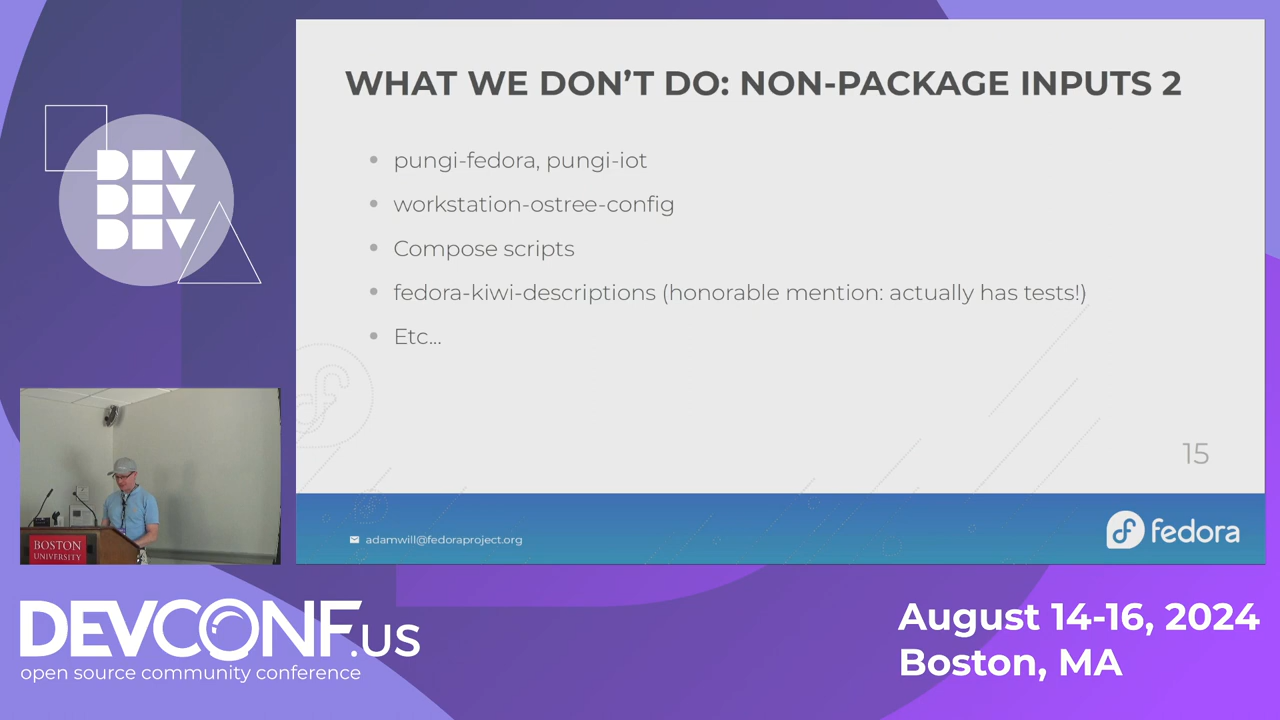 WHAT WE DON'T DO: NON-PACKAGE INPUTS 2
pungi-fedora, pungi-iot
workstation-ostree-config
Compose scripts
fedora-kiwi-descriptions (honorable mention: actually has tests!)
Etc...
15
adamwill@fedoraproject.org
fedora
DEV
DEV
DEV
BOSTON
UNIVERSITY
DEVCONF.US
open source community conference
August 14-16, 2024
Boston, MA